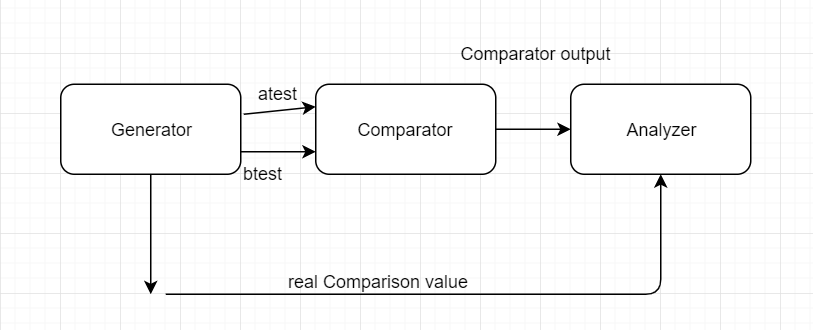 Comparator output
atest
Generator
Comparator
Analyzer
btest
real Comparison value